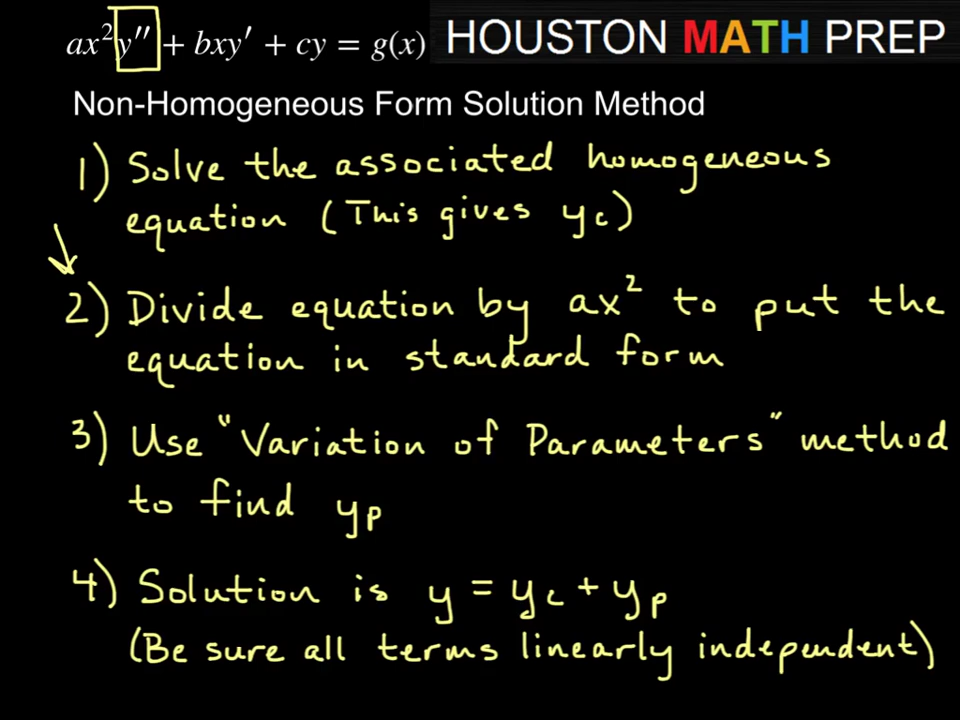 ax²y″ + bxy′ + cy = g(x)
HOUSTON MATH PREP
Non-Homogeneous Form Solution Method
1) Solve the associated homogeneous
equation (This gives yc)
2) Divide equation by ax² to put the
equation in standard form
3) Use "Variation of Parameters" method
to find yp
4) Solution is y = yc + yp
(Be sure all terms linearly independent)